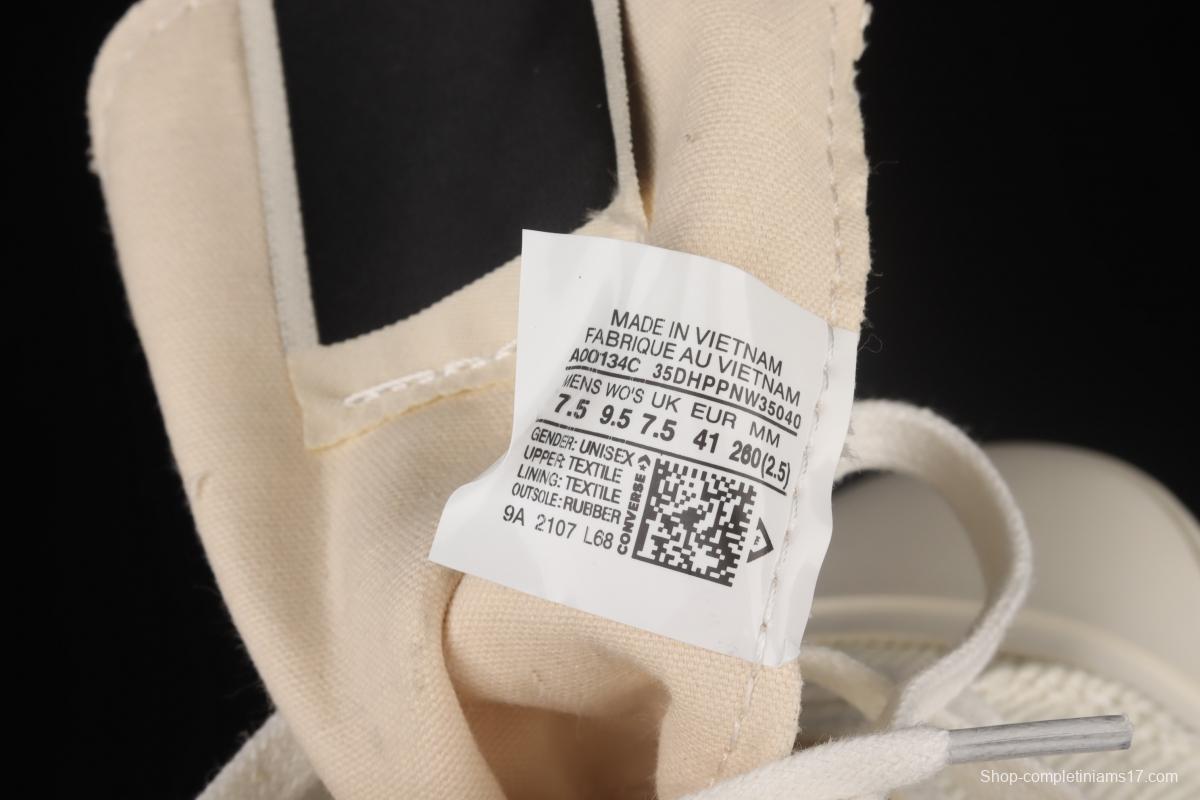 MADE IN VIETNAM
FABRIQUE AU VIETNAM
A00134C 35DHPPNW35040
MENS WO'S UK EUR MM
7.5 9.5 7.5 41 260(2.5)
GENDER: UNISEX
UPPER: TEXTILE
LINING: TEXTILE
OUTSOLE: RUBBER
9A 2107 L68
CONVERSE
F
Shop-completiniams17.com